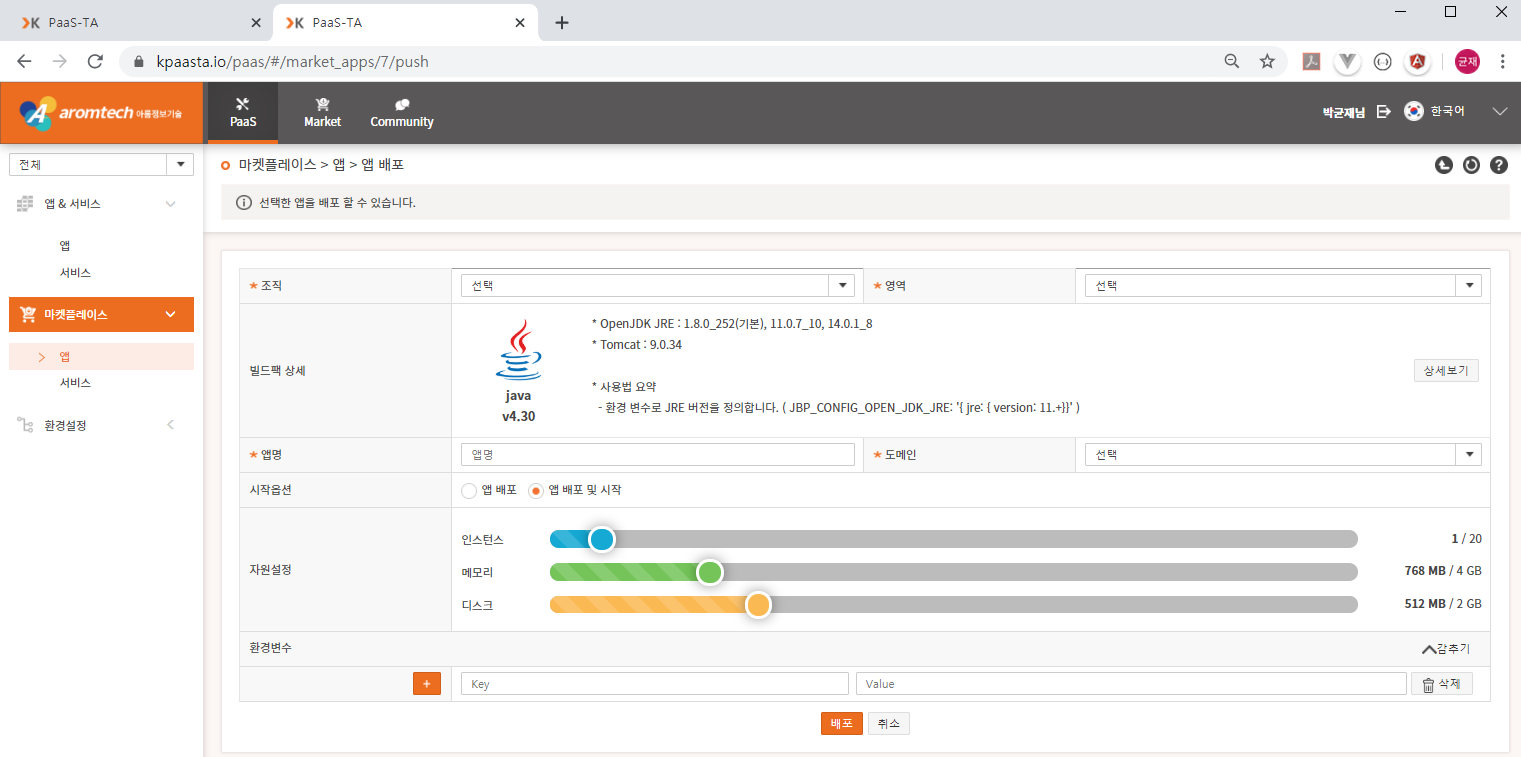 PaaS-TA
PaaS-TA
kpaasta.io/paas/#/market_apps/7/push
균재
aromtech 아롬정보기술
PaaS
Market
Community
박균재님
한국어
전체
앱 & 서비스
앱
서비스
마켓플레이스
앱
서비스
환경설정
마켓플레이스 > 앱 > 앱 배포
선택한 앱을 배포 할 수 있습니다.
* 조직
선택
* 영역
선택
빌드팩 상세
java
v4.30
* OpenJDK JRE : 1.8.0_252(기본), 11.0.7_10, 14.0.1_8
* Tomcat : 9.0.34
* 사용법 요약
- 환경 변수로 JRE 버전을 정의합니다. ( JBP_CONFIG_OPEN_JDK_JRE: '{ jre: { version: 11.+}}' )
상세보기
* 앱명
앱명
* 도메인
선택
시작옵션
앱 배포
앱 배포 및 시작
자원설정
인스턴스
1 / 20
메모리
768 MB / 4 GB
디스크
512 MB / 2 GB
환경변수
감추기
+
Key
Value
삭제
배포
취소